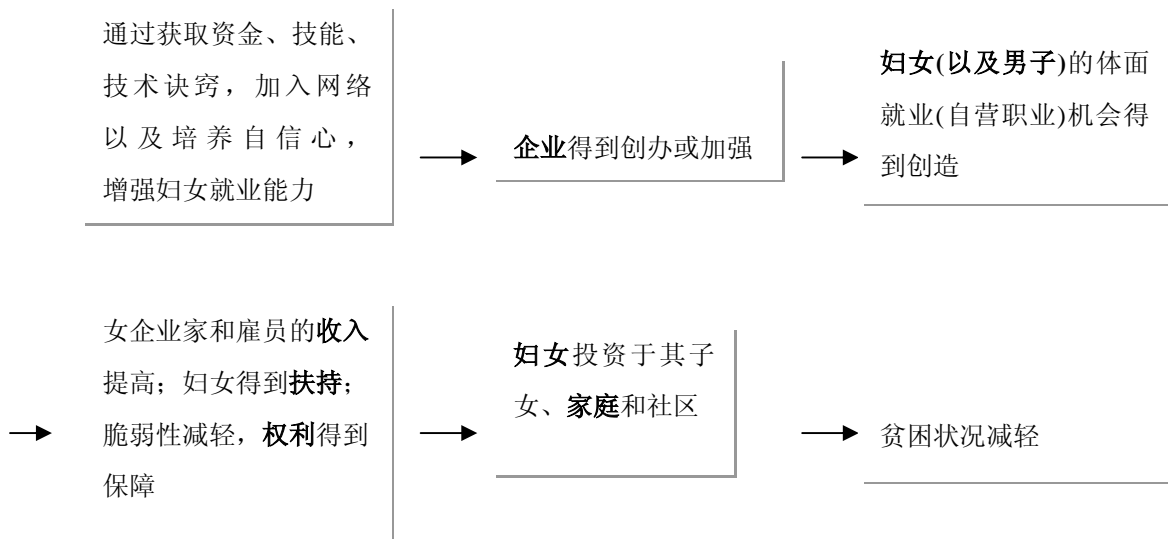 通过获取资金、技能、
技术诀窍，加入网络
以及培养自信心，
增强妇女就业能力
企业得到创办或加强
妇女(以及男子)的体面
就业(自营职业)机会得
到创造
女企业家和雇员的收入
提高；妇女得到扶持；
脆弱性减轻，权利得到
保障
妇女投资于其子
女、家庭和社区
贫困状况减轻